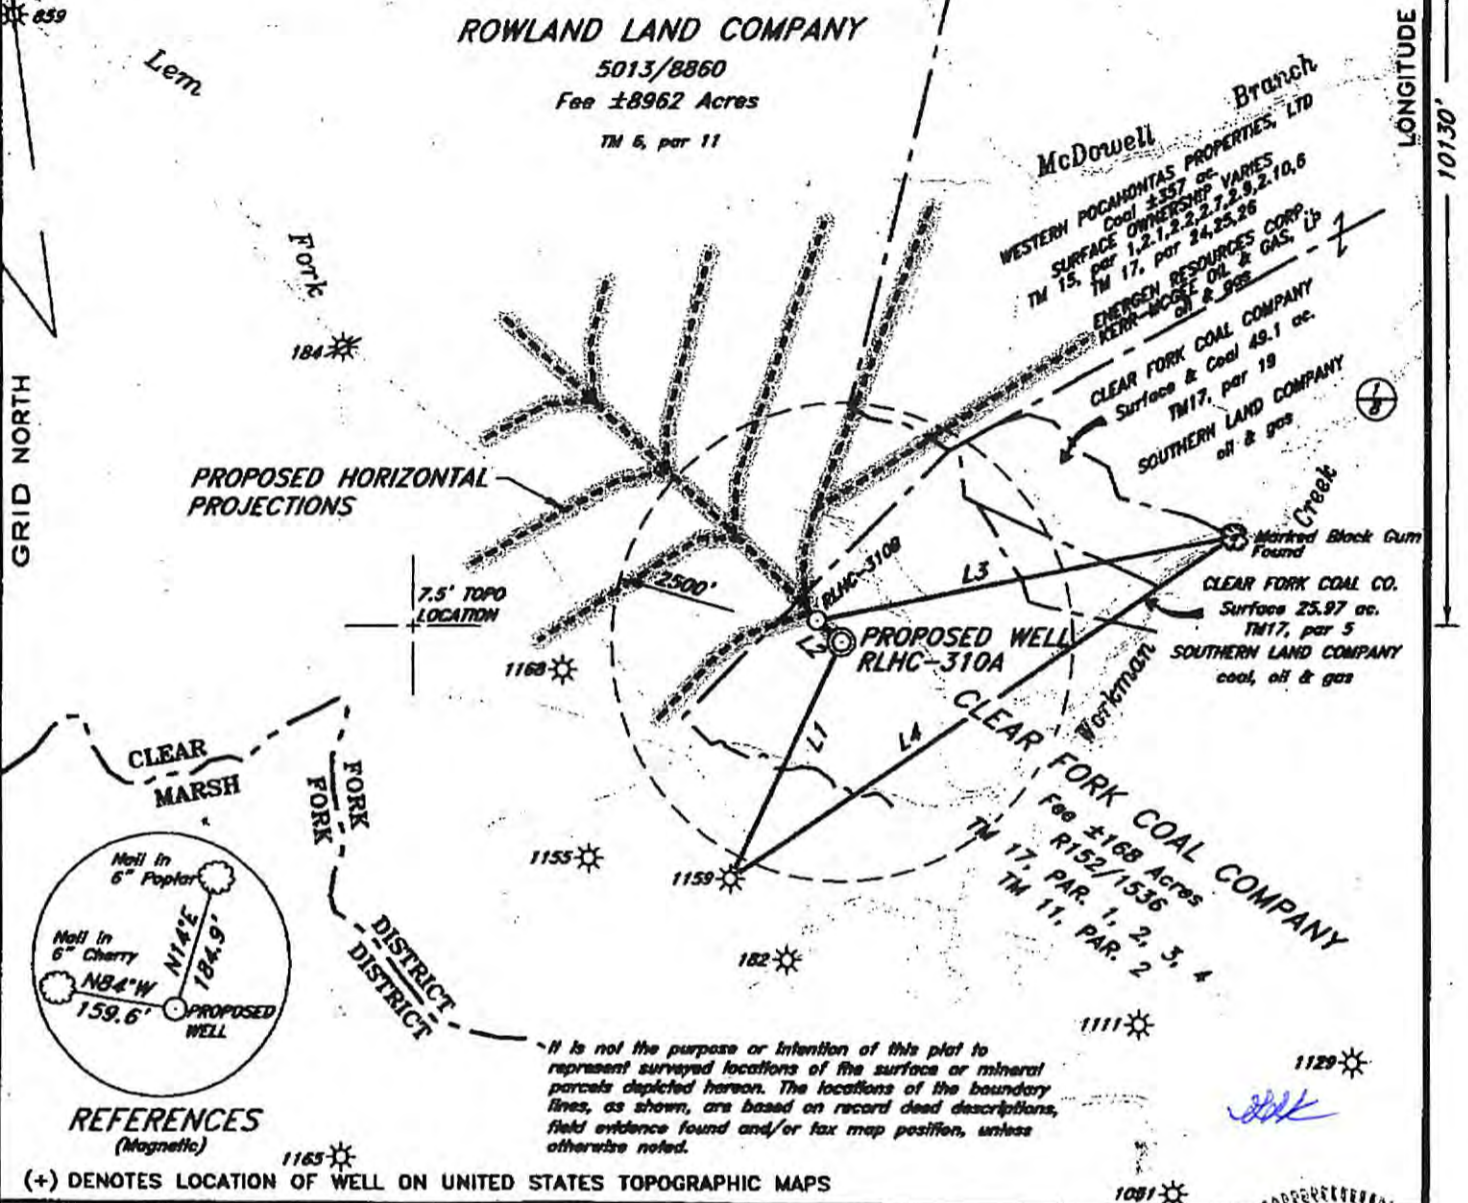 859
ROWLAND LAND COMPANY
5013/8860
Fee ±8962 Acres
TM 6, par 11
Lem
Fork
184
LONGITUDE
10130'
McDowell Branch
WESTERN POCAHONTAS PROPERTIES, LTD
Coal ±357 ac.
SURFACE OWNERSHIP VARIES
TM 15, par 1,2.1,2.2,2.7,2.9,2.10,6
TM 17, par 24,25,26
ENERGEN RESOURCES CORP.
KERR-MCGEE OIL & GAS, LP
oil & gas
CLEAR FORK COAL COMPANY
Surface & Coal 49.1 ac.
TM17, par 19
SOUTHERN LAND COMPANY
oil & gas
1
8
GRID NORTH
PROPOSED HORIZONTAL
PROJECTIONS
7.5' TOPO
LOCATION
2500'
RLHC-310B
L3
Creek
Marked Black Gum
Found
CLEAR FORK COAL CO.
Surface 25.97 ac.
TM17, par 5
SOUTHERN LAND COMPANY
coal, oil & gas
PROPOSED WELL
RLHC-310A
L2
1168
L1
L4
Workman
CLEAR FORK COAL COMPANY
Fee ±168 Acres
R152/1536
TM 17, PAR. 1, 2, 3, 4
TM 11, PAR. 2
CLEAR
MARSH
FORK
FORK
DISTRICT
DISTRICT
1155
1159
182
1111
1129
Nail in
6" Poplar
N14°E
184.9'
Nail in
6" Cherry
N84°W
159.6'
PROPOSED
WELL
REFERENCES
(Magnetic)
1165
It is not the purpose or intention of this plat to
represent surveyed locations of the surface or mineral
parcels depicted hereon. The locations of the boundary
lines, as shown, are based on record deed descriptions,
field evidence found and/or tax map position, unless
otherwise noted.
(+) DENOTES LOCATION OF WELL ON UNITED STATES TOPOGRAPHIC MAPS
1081